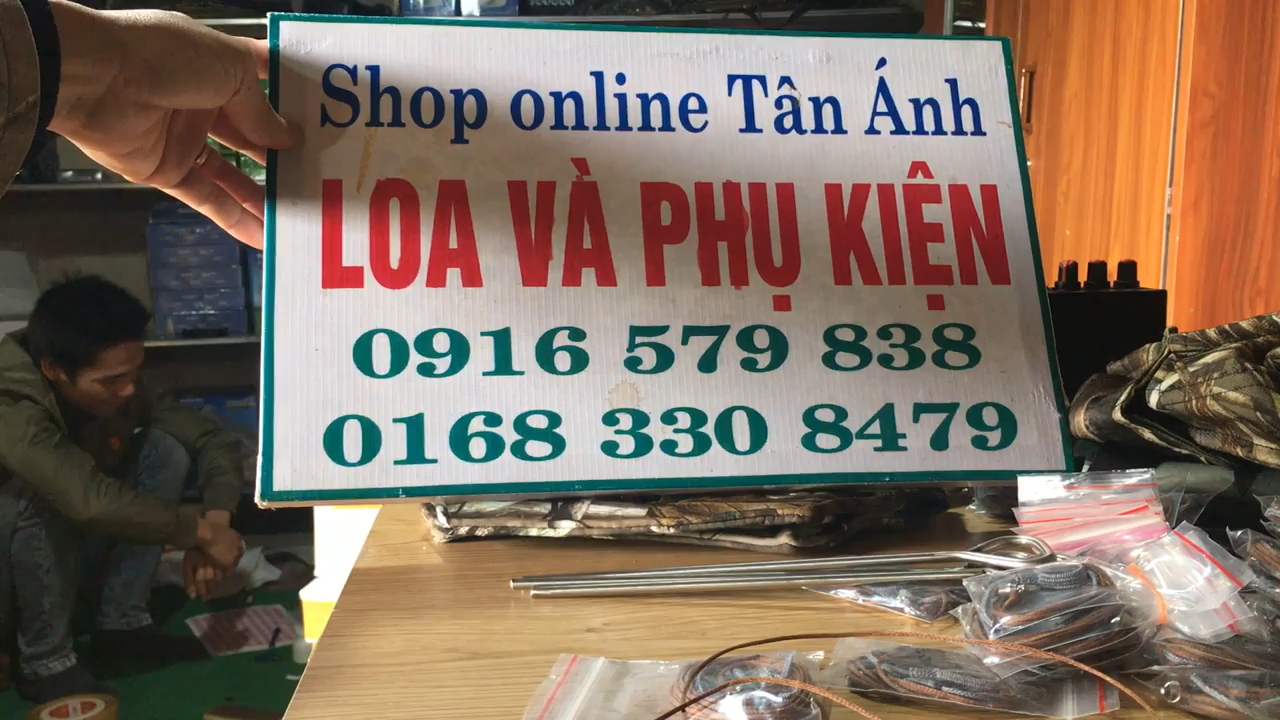 Shop online Tân Ánh
LOA VÀ PHỤ KIỆN
0916 579 838
0168 330 8479